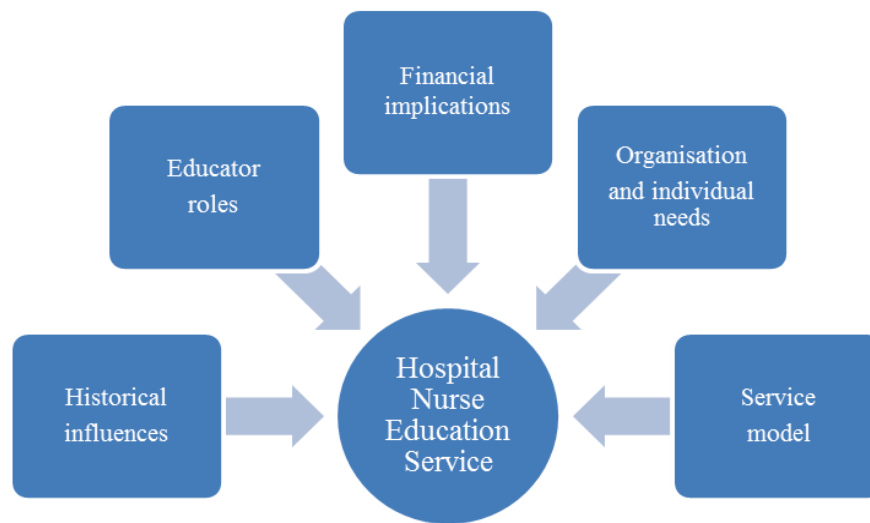 Financial
implications
Educator
roles
Organisation
and individual
needs
Historical
influences
Hospital
Nurse
Education
Service
Service
model